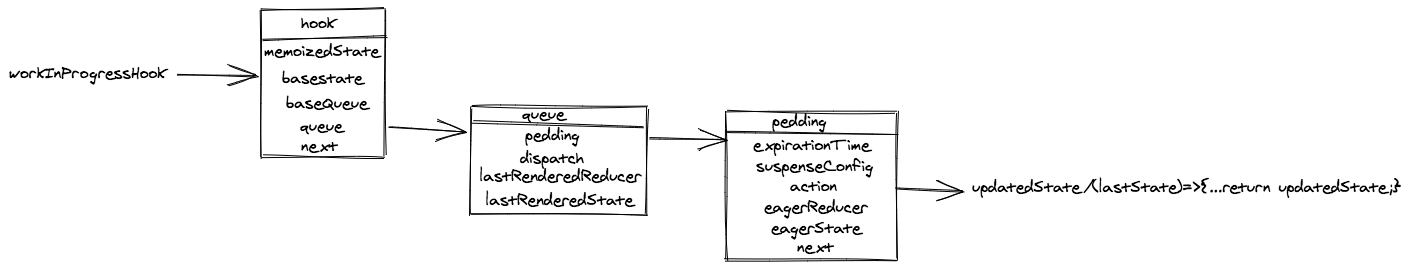 workInProgressHook
hook
memoizedState
basestate
baseQueue
queue
next
queue
pedding
dispatch
lastRenderedReducer
lastRenderedState
pedding
expirationTime
suspenseConfig
action
eagerReducer
eagerState
next
updatedState/(lastState)=>{...return updatedState;}